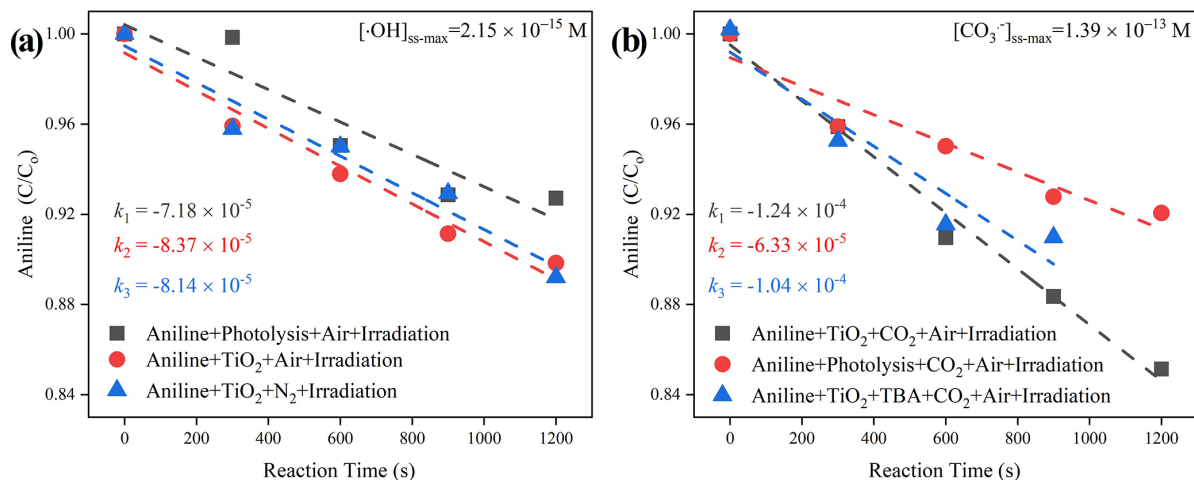 (a)
[·OH]ss-max=2.15 × 10⁻¹⁵ M
1.00
0.96
0.92
0.88
0.84
Aniline (C/Co)
k₁ = -7.18 × 10⁻⁵
k₂ = -8.37 × 10⁻⁵
k₃ = -8.14 × 10⁻⁵
Aniline+Photolysis+Air+Irradiation
Aniline+TiO₂+Air+Irradiation
Aniline+TiO₂+N₂+Irradiation
0 200 400 600 800 1000 1200
Reaction Time (s)
(b)
[CO₃·⁻]ss-max=1.39 × 10⁻¹³ M
1.00
0.96
0.92
0.88
0.84
Aniline (C/Co)
k₁ = -1.24 × 10⁻⁴
k₂ = -6.33 × 10⁻⁵
k₃ = -1.04 × 10⁻⁴
Aniline+TiO₂+CO₂+Air+Irradiation
Aniline+Photolysis+CO₂+Air+Irradiation
Aniline+TiO₂+TBA+CO₂+Air+Irradiation
0 200 400 600 800 1000 1200
Reaction Time (s)